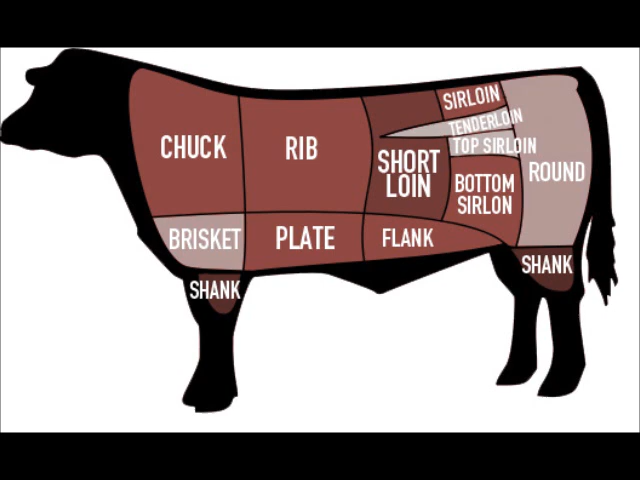 CHUCK
RIB
SHORT
LOIN
SIRLOIN
TENDERLOIN
TOP SIRLOIN
BOTTOM
SIRLON
ROUND
BRISKET
PLATE
FLANK
SHANK
SHANK